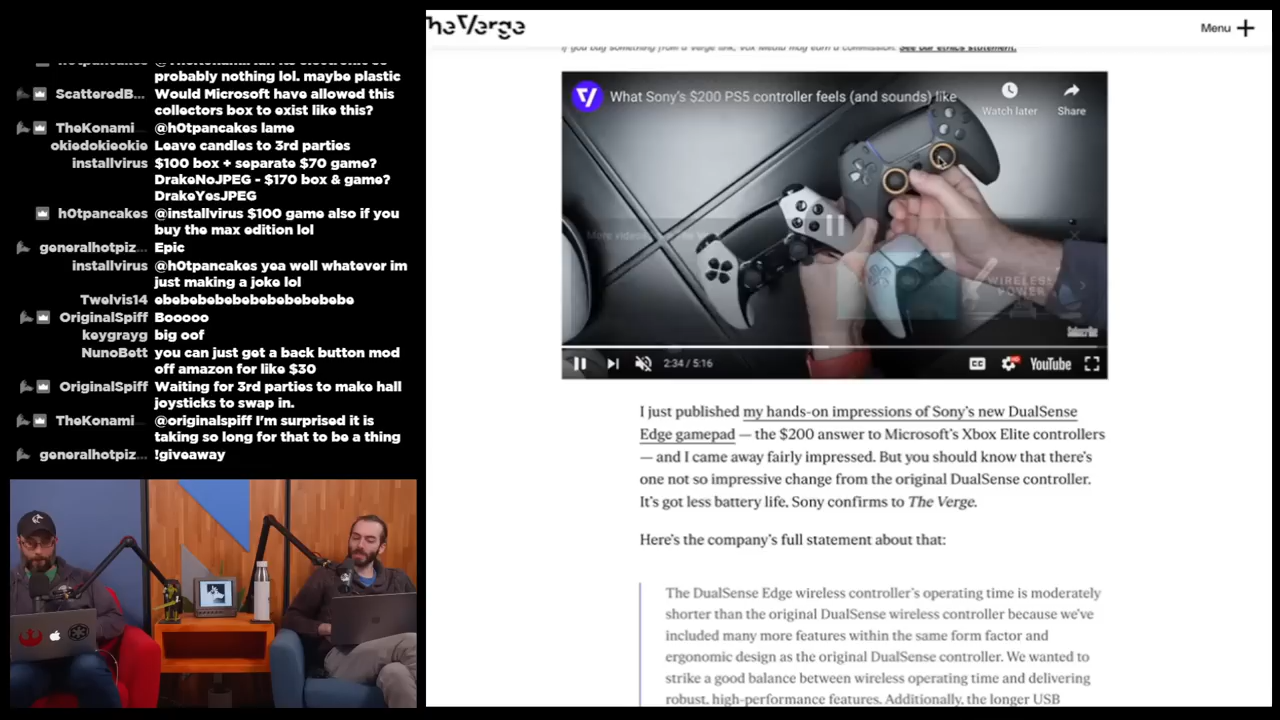 probably nothing lol. maybe plastic
ScatteredB... Would Microsoft have allowed this
collectors box to exist like this?
TheKonami @h0tpancakes lame
okiedokieokie Leave candles to 3rd parties
installvirus $100 box + separate $70 game?
DrakeNoJPEG - $170 box & game?
DrakeYesJPEG
h0tpancakes @installvirus $100 game also if you
buy the max edition lol
generalhotpiz... Epic
installvirus @h0tpancakes yea well whatever im
just making a joke lol
Twelvis14 ebebebebebebebebebebebe
OriginalSpiff Booooo
keygrayg big oof
NunoBett you can just get a back button mod
off amazon for like $30
OriginalSpiff Waiting for 3rd parties to make hall
joysticks to swap in.
TheKonami @originalspiff I'm surprised it is
taking so long for that to be a thing
generalhotpiz... !giveaway
he Verge
Menu
If you buy something from a Verge link, Vox Media may earn a commission. See our ethics statement.
What Sony's $200 PS5 controller feels (and sounds) like
Watch later
Share
WIRELESS
POWER
Subscribe
2:34 / 5:16
CC
YouTube
I just published my hands-on impressions of Sony's new DualSense
Edge gamepad — the $200 answer to Microsoft's Xbox Elite controllers
— and I came away fairly impressed. But you should know that there's
one not so impressive change from the original DualSense controller.
It's got less battery life, Sony confirms to The Verge.
Here's the company's full statement about that:
The DualSense Edge wireless controller's operating time is moderately
shorter than the original DualSense wireless controller because we've
included many more features within the same form factor and
ergonomic design as the original DualSense controller. We wanted to
strike a good balance between wireless operating time and delivering
robust, high-performance features. Additionally, the longer USB